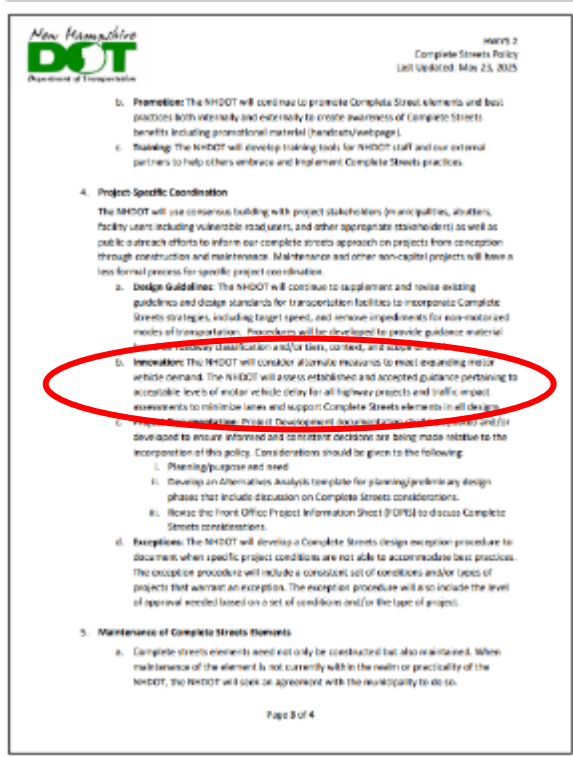 New Hampshire
DOT
Department of Transportation
HWYS 2
Complete Streets Policy
Last Updated: May 23, 2025
b. Promotion: The NHDOT will continue to promote Complete Street elements and best
practices both internally and externally to create awareness of Complete Streets
benefits including promotional material (handouts/webpage).
c. Training: The NHDOT will develop training tools for NHDOT staff and our external
partners to help others embrace and implement Complete Streets practices.
4. Project-Specific Coordination
The NHDOT will use consensus building with project stakeholders (municipalities, abutters,
facility users including vulnerable road users, and other appropriate stakeholders) as well as
public outreach efforts to inform our complete streets approach on projects from conception
through construction and maintenance. Maintenance and other non-capital projects will have a
less formal process for specific project coordination.
a. Design Guidelines: The NHDOT will continue to supplement and revise existing
guidelines and design standards for transportation facilities to incorporate Complete
Streets strategies, including target speed, and remove impediments for non-motorized
modes of transportation. Procedures will be developed to provide guidance material
roadway classification and/or tiers, context, and scope of
b. Innovation: The NHDOT will consider alternate measures to meet expanding motor
vehicle demand. The NHDOT will assess established and accepted guidance pertaining to
acceptable levels of motor vehicle delay for all highway projects and traffic impact
assessments to minimize lanes and support Complete Streets elements in all designs.
c. Project Documentation: Project Development documentation and/or
developed to ensure informed and consistent decisions are being made relative to the
incorporation of this policy. Considerations should be given to the following:
i. Planning/purpose and need
ii. Develop an Alternatives Analysis template for planning/preliminary design
phases that include discussion on Complete Streets considerations.
iii. Revise the Front Office Project Information Sheet (FOPIS) to discuss Complete
Streets considerations.
d. Exceptions: The NHDOT will develop a Complete Streets design exception procedure to
document when specific project conditions are not able to accommodate best practices.
The exception procedure will include a consistent set of conditions and/or types of
projects that warrant an exception. The exception procedure will also include the level
of approval needed based on a set of conditions and/or the type of project.
5. Maintenance of Complete Streets Elements
a. Complete streets elements need not only be constructed but also maintained. When
maintenance of the element is not currently within the realm or practicality of the
NHDOT, the NHDOT will seek an agreement with the municipality to do so.
Page 3 of 4